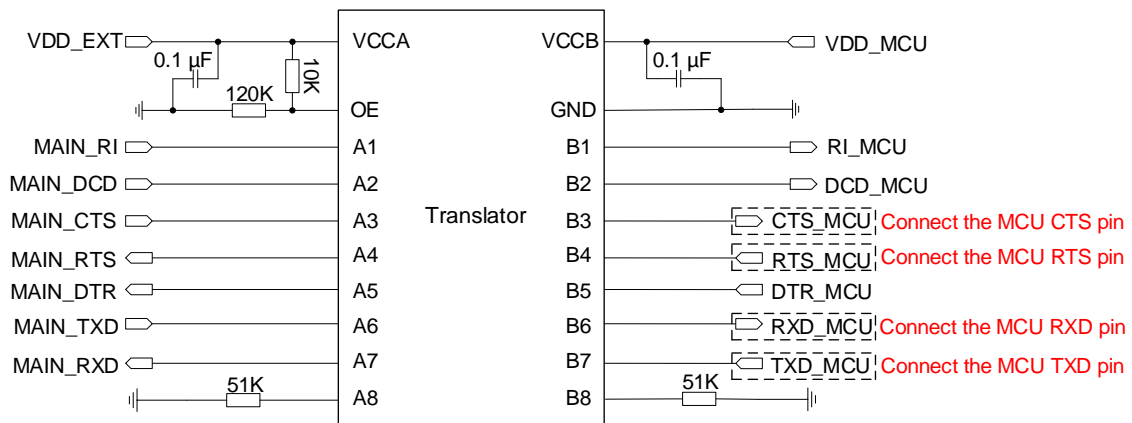 VDD_EXT VCCA VCCB VDD_MCU
0.1 µF 10K 0.1 µF
120K OE GND
MAIN_RI A1 B1 RI_MCU
MAIN_DCD A2 B2 DCD_MCU
MAIN_CTS A3 Translator B3 CTS_MCU Connect the MCU CTS pin
MAIN_RTS A4 B4 RTS_MCU Connect the MCU RTS pin
MAIN_DTR A5 B5 DTR_MCU
MAIN_TXD A6 B6 RXD_MCU Connect the MCU RXD pin
MAIN_RXD A7 B7 TXD_MCU Connect the MCU TXD pin
51K A8 B8 51K